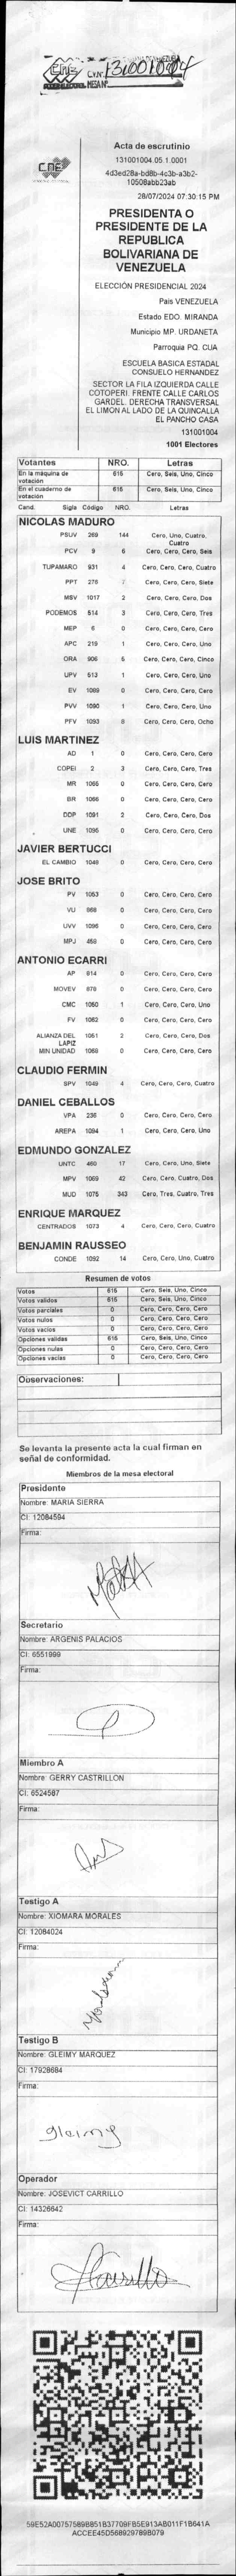 CNE
131001004
CNE
Acta de escrutinio
131001004.05.1.0001
4d3ed28a-bd8b-4c3b-a3b2-
10508abb23ab
28/07/2024 07:30:15 PM
PRESIDENTA O
PRESIDENTE DE LA
REPUBLICA
BOLIVARIANA DE
VENEZUELA
ELECCIÓN PRESIDENCIAL 2024
País VENEZUELA
Estado EDO. MIRANDA
Municipio MP. URDANETA
Parroquia PQ. CUA
ESCUELA BASICA ESTADAL
CONSUELO HERNANDEZ
SECTOR LA FILA IZQUIERDA CALLE
COTOPERI. FRENTE CALLE CARLOS
GARDEL. DERECHA TRANSVERSAL
EL LIMON AL LADO DE LA QUINCALLA
EL PANCHO CASA
131001004
1001 Electores
Votantes NRO. Letras
En la máquina de votación 615 Cero, Seis, Uno, Cinco
En el cuaderno de votación 615 Cero, Seis, Uno, Cinco
Cand. Sigla Código NRO. Letras
NICOLAS MADURO
PSUV 269 144 Cero, Uno, Cuatro, Cuatro
PCV 9 6 Cero, Cero, Cero, Seis
TUPAMARO 931 4 Cero, Cero, Cero, Cuatro
PPT 278 7 Cero, Cero, Cero, Siete
MSV 1017 2 Cero, Cero, Cero, Dos
PODEMOS 514 3 Cero, Cero, Cero, Tres
MEP 6 0 Cero, Cero, Cero, Cero
APC 219 1 Cero, Cero, Cero, Uno
ORA 906 5 Cero, Cero, Cero, Cinco
UPV 513 1 Cero, Cero, Cero, Uno
EV 1089 0 Cero, Cero, Cero, Cero
PVV 1090 1 Cero, Cero, Cero, Uno
PFV 1093 8 Cero, Cero, Cero, Ocho
LUIS MARTINEZ
AD 1 0 Cero, Cero, Cero, Cero
COPEI 2 3 Cero, Cero, Cero, Tres
MR 1065 0 Cero, Cero, Cero, Cero
BR 1066 0 Cero, Cero, Cero, Cero
DDP 1091 2 Cero, Cero, Cero, Dos
UNE 1095 0 Cero, Cero, Cero, Cero
JAVIER BERTUCCI
EL CAMBIO 1048 0 Cero, Cero, Cero, Cero
JOSE BRITO
PV 1053 0 Cero, Cero, Cero, Cero
VU 968 0 Cero, Cero, Cero, Cero
UVV 1096 0 Cero, Cero, Cero, Cero
MPJ 459 0 Cero, Cero, Cero, Cero
ANTONIO ECARRI
AP 914 0 Cero, Cero, Cero, Cero
MOVEV 879 0 Cero, Cero, Cero, Cero
CMC 1050 1 Cero, Cero, Cero, Uno
FV 1052 0 Cero, Cero, Cero, Cero
ALIANZA DEL LAPIZ 1051 2 Cero, Cero, Cero, Dos
MIN UNIDAD 1068 0 Cero, Cero, Cero, Cero
CLAUDIO FERMIN
SPV 1049 4 Cero, Cero, Cero, Cuatro
DANIEL CEBALLOS
VPA 236 0 Cero, Cero, Cero, Cero
AREPA 1094 1 Cero, Cero, Cero, Uno
EDMUNDO GONZALEZ
UNTC 460 17 Cero, Cero, Uno, Siete
MPV 1069 42 Cero, Cero, Cuatro, Dos
MUD 1075 343 Cero, Tres, Cuatro, Tres
ENRIQUE MARQUEZ
CENTRADOS 1073 4 Cero, Cero, Cero, Cuatro
BENJAMIN RAUSSEO
CONDE 1092 14 Cero, Cero, Uno, Cuatro
Resumen de votos
Votos 615 Cero, Seis, Uno, Cinco
Votos validos 615 Cero, Seis, Uno, Cinco
Votos parciales 0 Cero, Cero, Cero, Cero
Votos nulos 0 Cero, Cero, Cero, Cero
Votos vacios 0 Cero, Cero, Cero, Cero
Opciones validas 615 Cero, Seis, Uno, Cinco
Opciones nulas 0 Cero, Cero, Cero, Cero
Opciones vacias 0 Cero, Cero, Cero, Cero
Observaciones:
Se levanta la presente acta la cual firman en
señal de conformidad.
Miembros de la mesa electoral
Presidente
Nombre: MARIA SIERRA
CI: 12084594
Firma:
Secretario
Nombre: ARGENIS PALACIOS
CI: 6551999
Firma:
Miembro A
Nombre: GERRY CASTRILLON
CI: 6524587
Firma:
Testigo A
Nombre: XIOMARA MORALES
CI: 12084024
Firma:
Testigo B
Nombre: GLEIMY MARQUEZ
CI: 17928684
Firma:
gleimy
Operador
Nombre: JOSEVICT CARRILLO
CI: 14326642
Firma:
Carrillo
59E52A00757589B851B37709FB5E913AB011F1B641A
ACCEE45D568929789B079